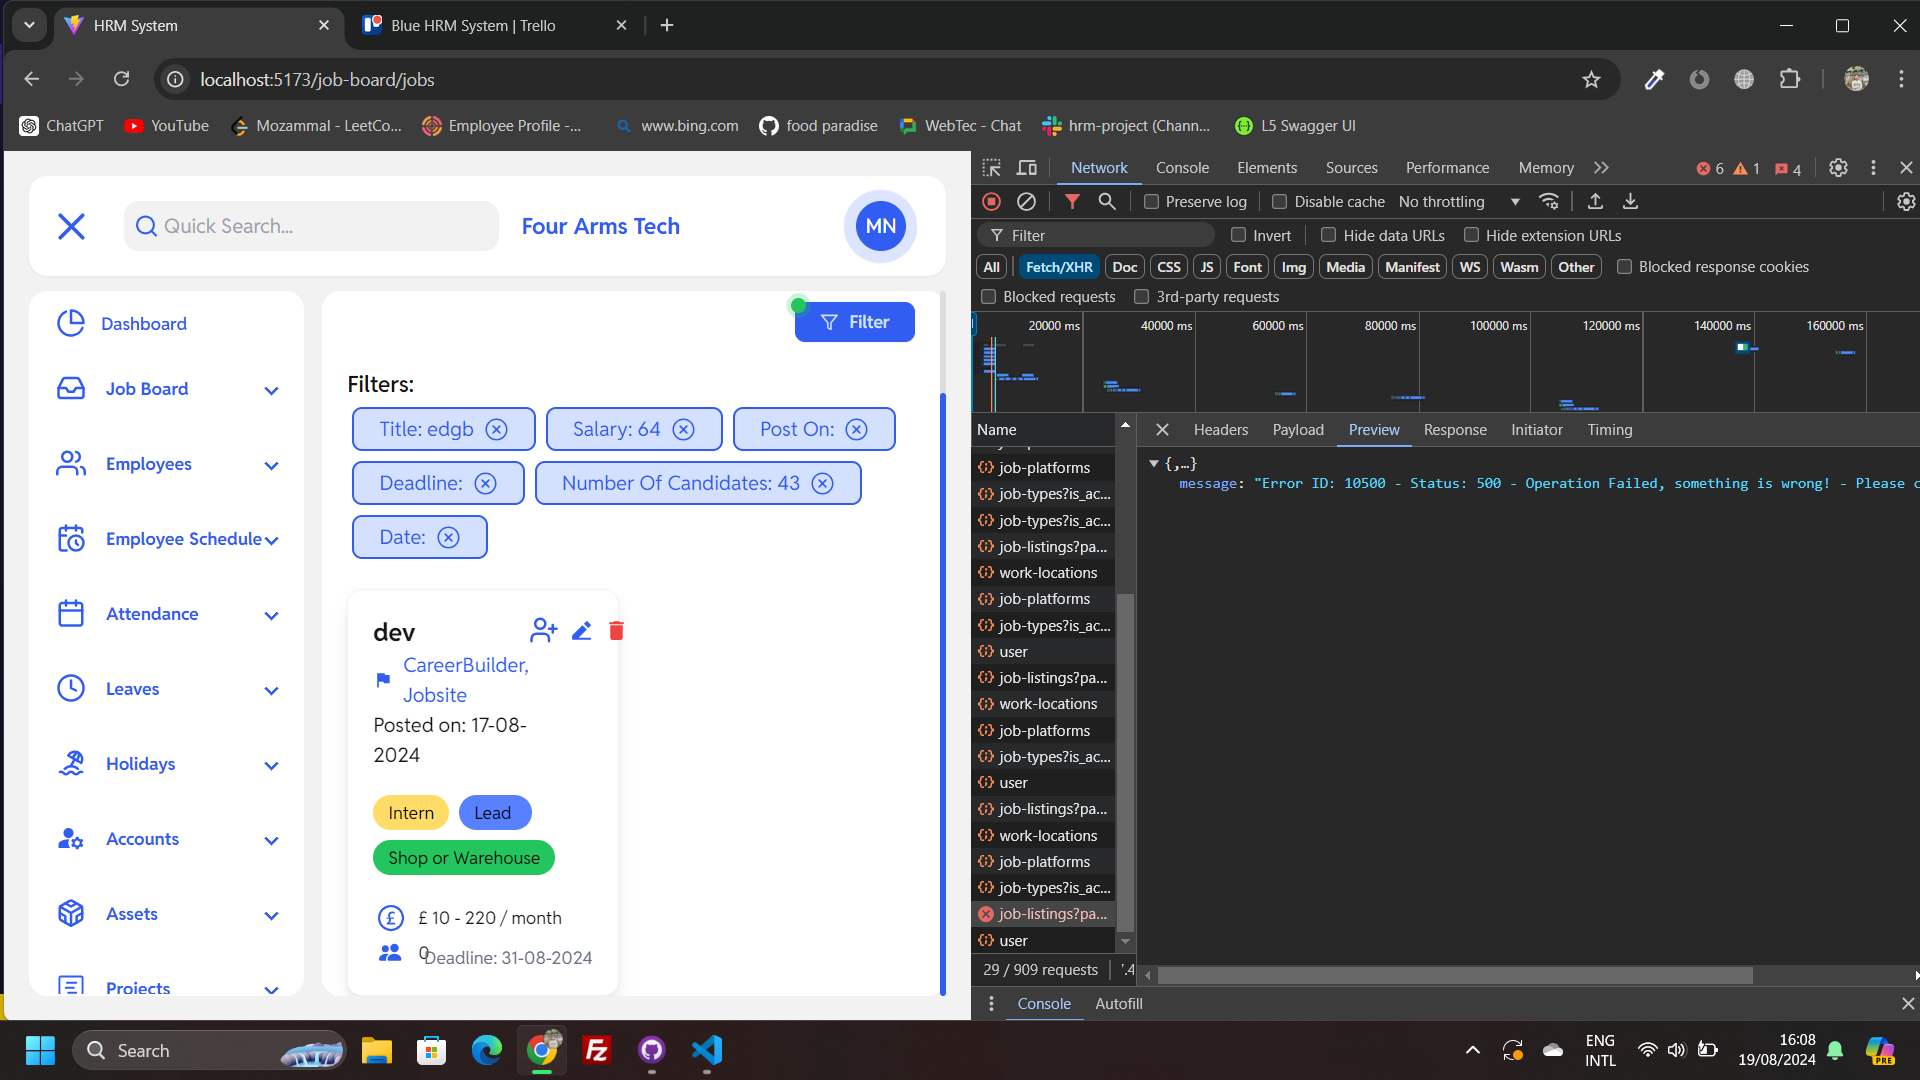 HRM System
Blue HRM System | Trello
localhost:5173/job-board/jobs
ChatGPT
YouTube
Mozammal - LeetCo...
Employee Profile -...
www.bing.com
food paradise
WebTec - Chat
hrm-project (Chann...
L5 Swagger UI
Quick Search...
Four Arms Tech
MN
Dashboard
Job Board
Employees
Employee Schedule
Attendance
Leaves
Holidays
Accounts
Assets
Projects
Filter
Filters:
Title: edgb
Salary: 64
Post On:
Deadline:
Number Of Candidates: 43
Date:
dev
CareerBuilder,
Jobsite
Posted on: 17-08-
2024
Intern
Lead
Shop or Warehouse
£ 10 - 220 / month
0
Deadline: 31-08-2024
Network
Console
Elements
Sources
Performance
Memory
6
1
4
Preserve log
Disable cache
No throttling
Filter
Invert
Hide data URLs
Hide extension URLs
All
Fetch/XHR
Doc
CSS
JS
Font
Img
Media
Manifest
WS
Wasm
Other
Blocked response cookies
Blocked requests
3rd-party requests
20000 ms
40000 ms
60000 ms
80000 ms
100000 ms
120000 ms
140000 ms
160000 ms
Name
job-platforms
job-types?is_ac...
job-listings?pa...
work-locations
job-platforms
job-types?is_ac...
user
job-listings?pa...
work-locations
job-platforms
job-types?is_ac...
user
job-listings?pa...
work-locations
job-platforms
job-types?is_ac...
job-listings?pa...
user
29 / 909 requests
Headers
Payload
Preview
Response
Initiator
Timing
{,…}
message: "Error ID: 10500 - Status: 500 - Operation Failed, something is wrong! - Please c
Console
Autofill
Search
ENG
INTL
16:08
19/08/2024
PRE